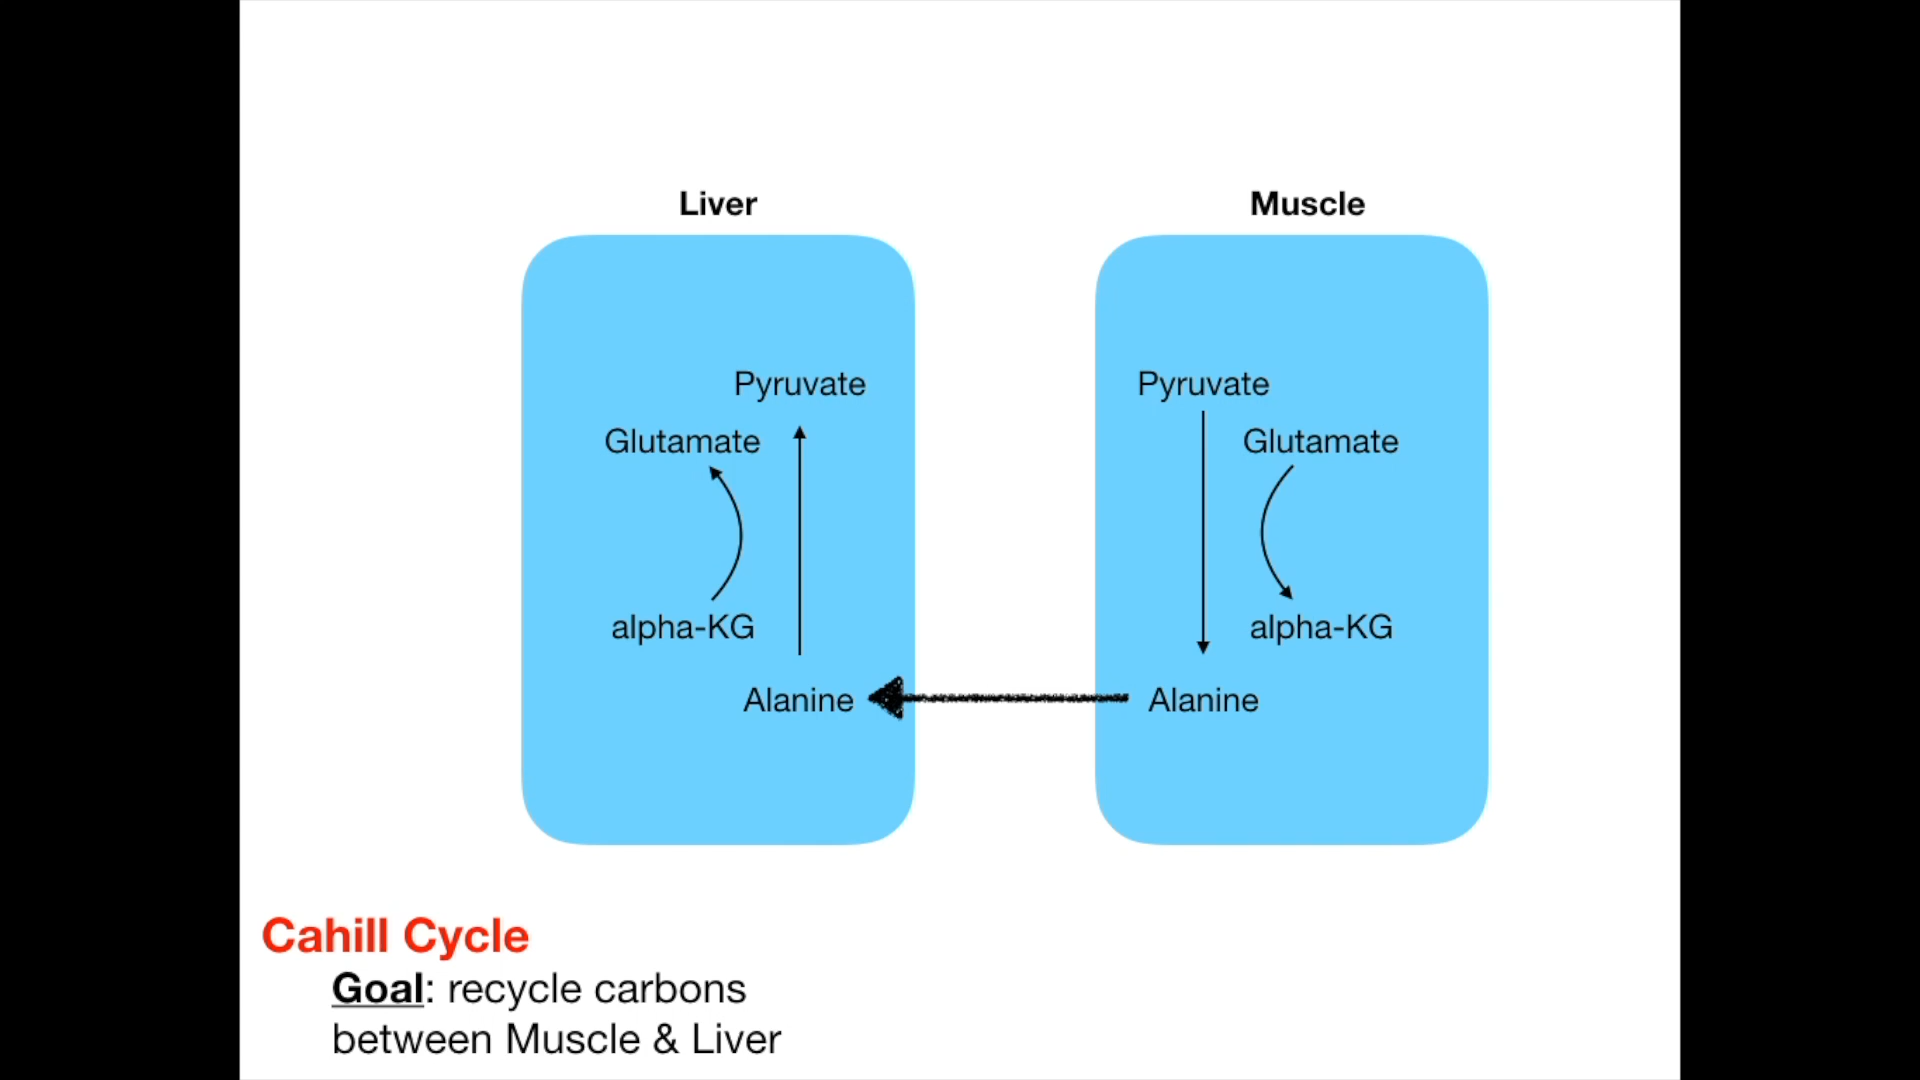 Liver
Muscle
Pyruvate
Pyruvate
Glutamate
Glutamate
alpha-KG
alpha-KG
Alanine
Alanine
Cahill Cycle
Goal: recycle carbons
between Muscle & Liver